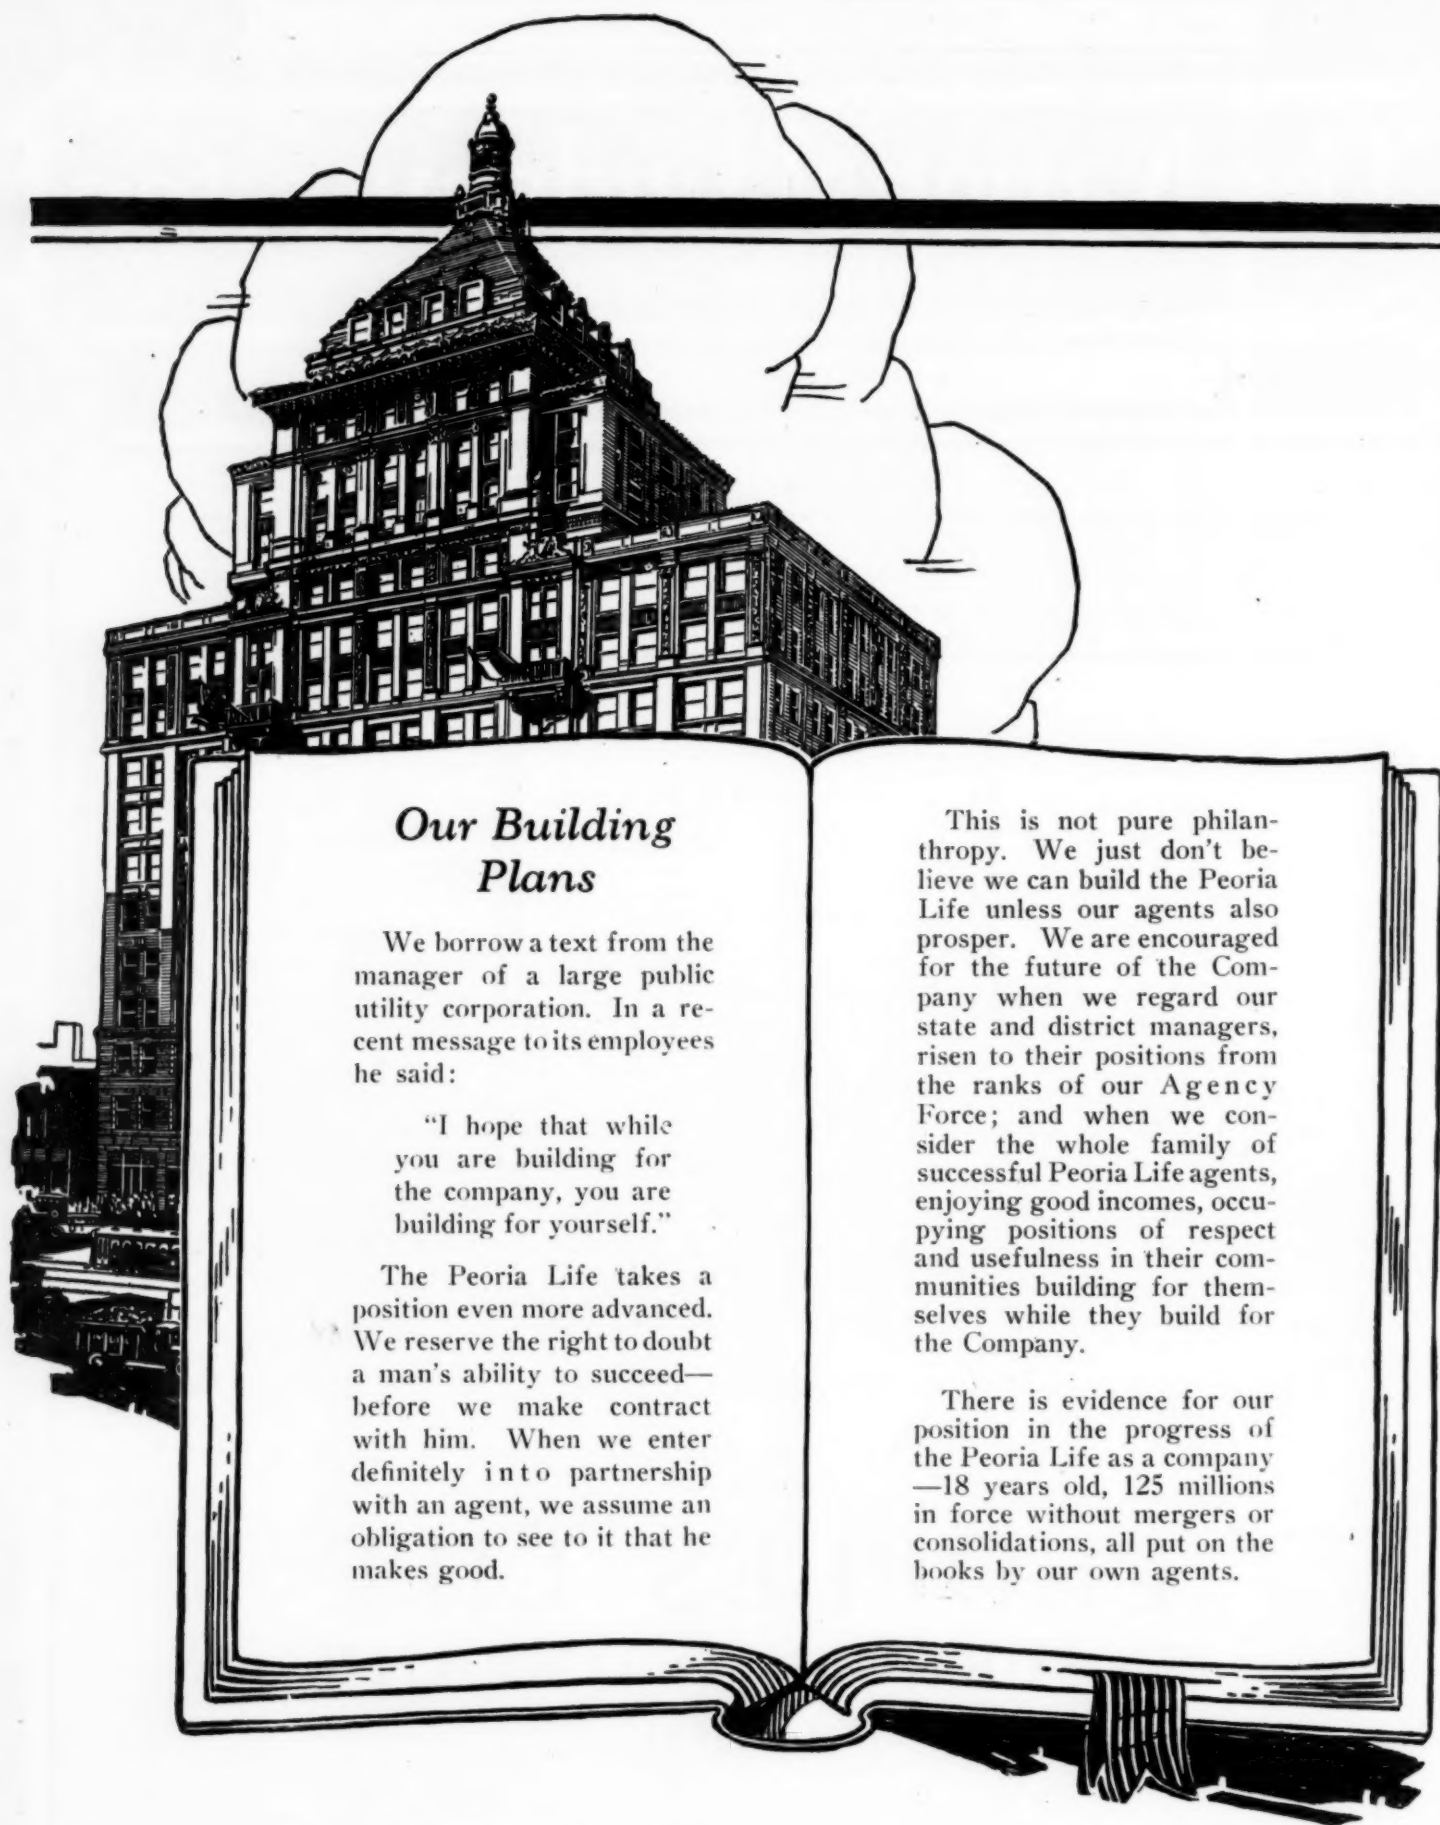 Our Building
Plans
We borrow a text from the
manager of a large public
utility corporation. In a re-
cent message to its employees
he said:
"I hope that while
you are building for
the company, you are
building for yourself."
The Peoria Life takes a
position even more advanced.
We reserve the right to doubt
a man's ability to succeed—
before we make contract
with him. When we enter
definitely into partnership
with an agent, we assume an
obligation to see to it that he
makes good.
This is not pure philan-
thropy. We just don't be-
lieve we can build the Peoria
Life unless our agents also
prosper. We are encouraged
for the future of the Com-
pany when we regard our
state and district managers,
risen to their positions from
the ranks of our Agency
Force; and when we con-
sider the whole family of
successful Peoria Life agents,
enjoying good incomes, occu-
pying positions of respect
and usefulness in their com-
munities building for them-
selves while they build for
the Company.
There is evidence for our
position in the progress of
the Peoria Life as a company
—18 years old, 125 millions
in force without mergers or
consolidations, all put on the
books by our own agents.